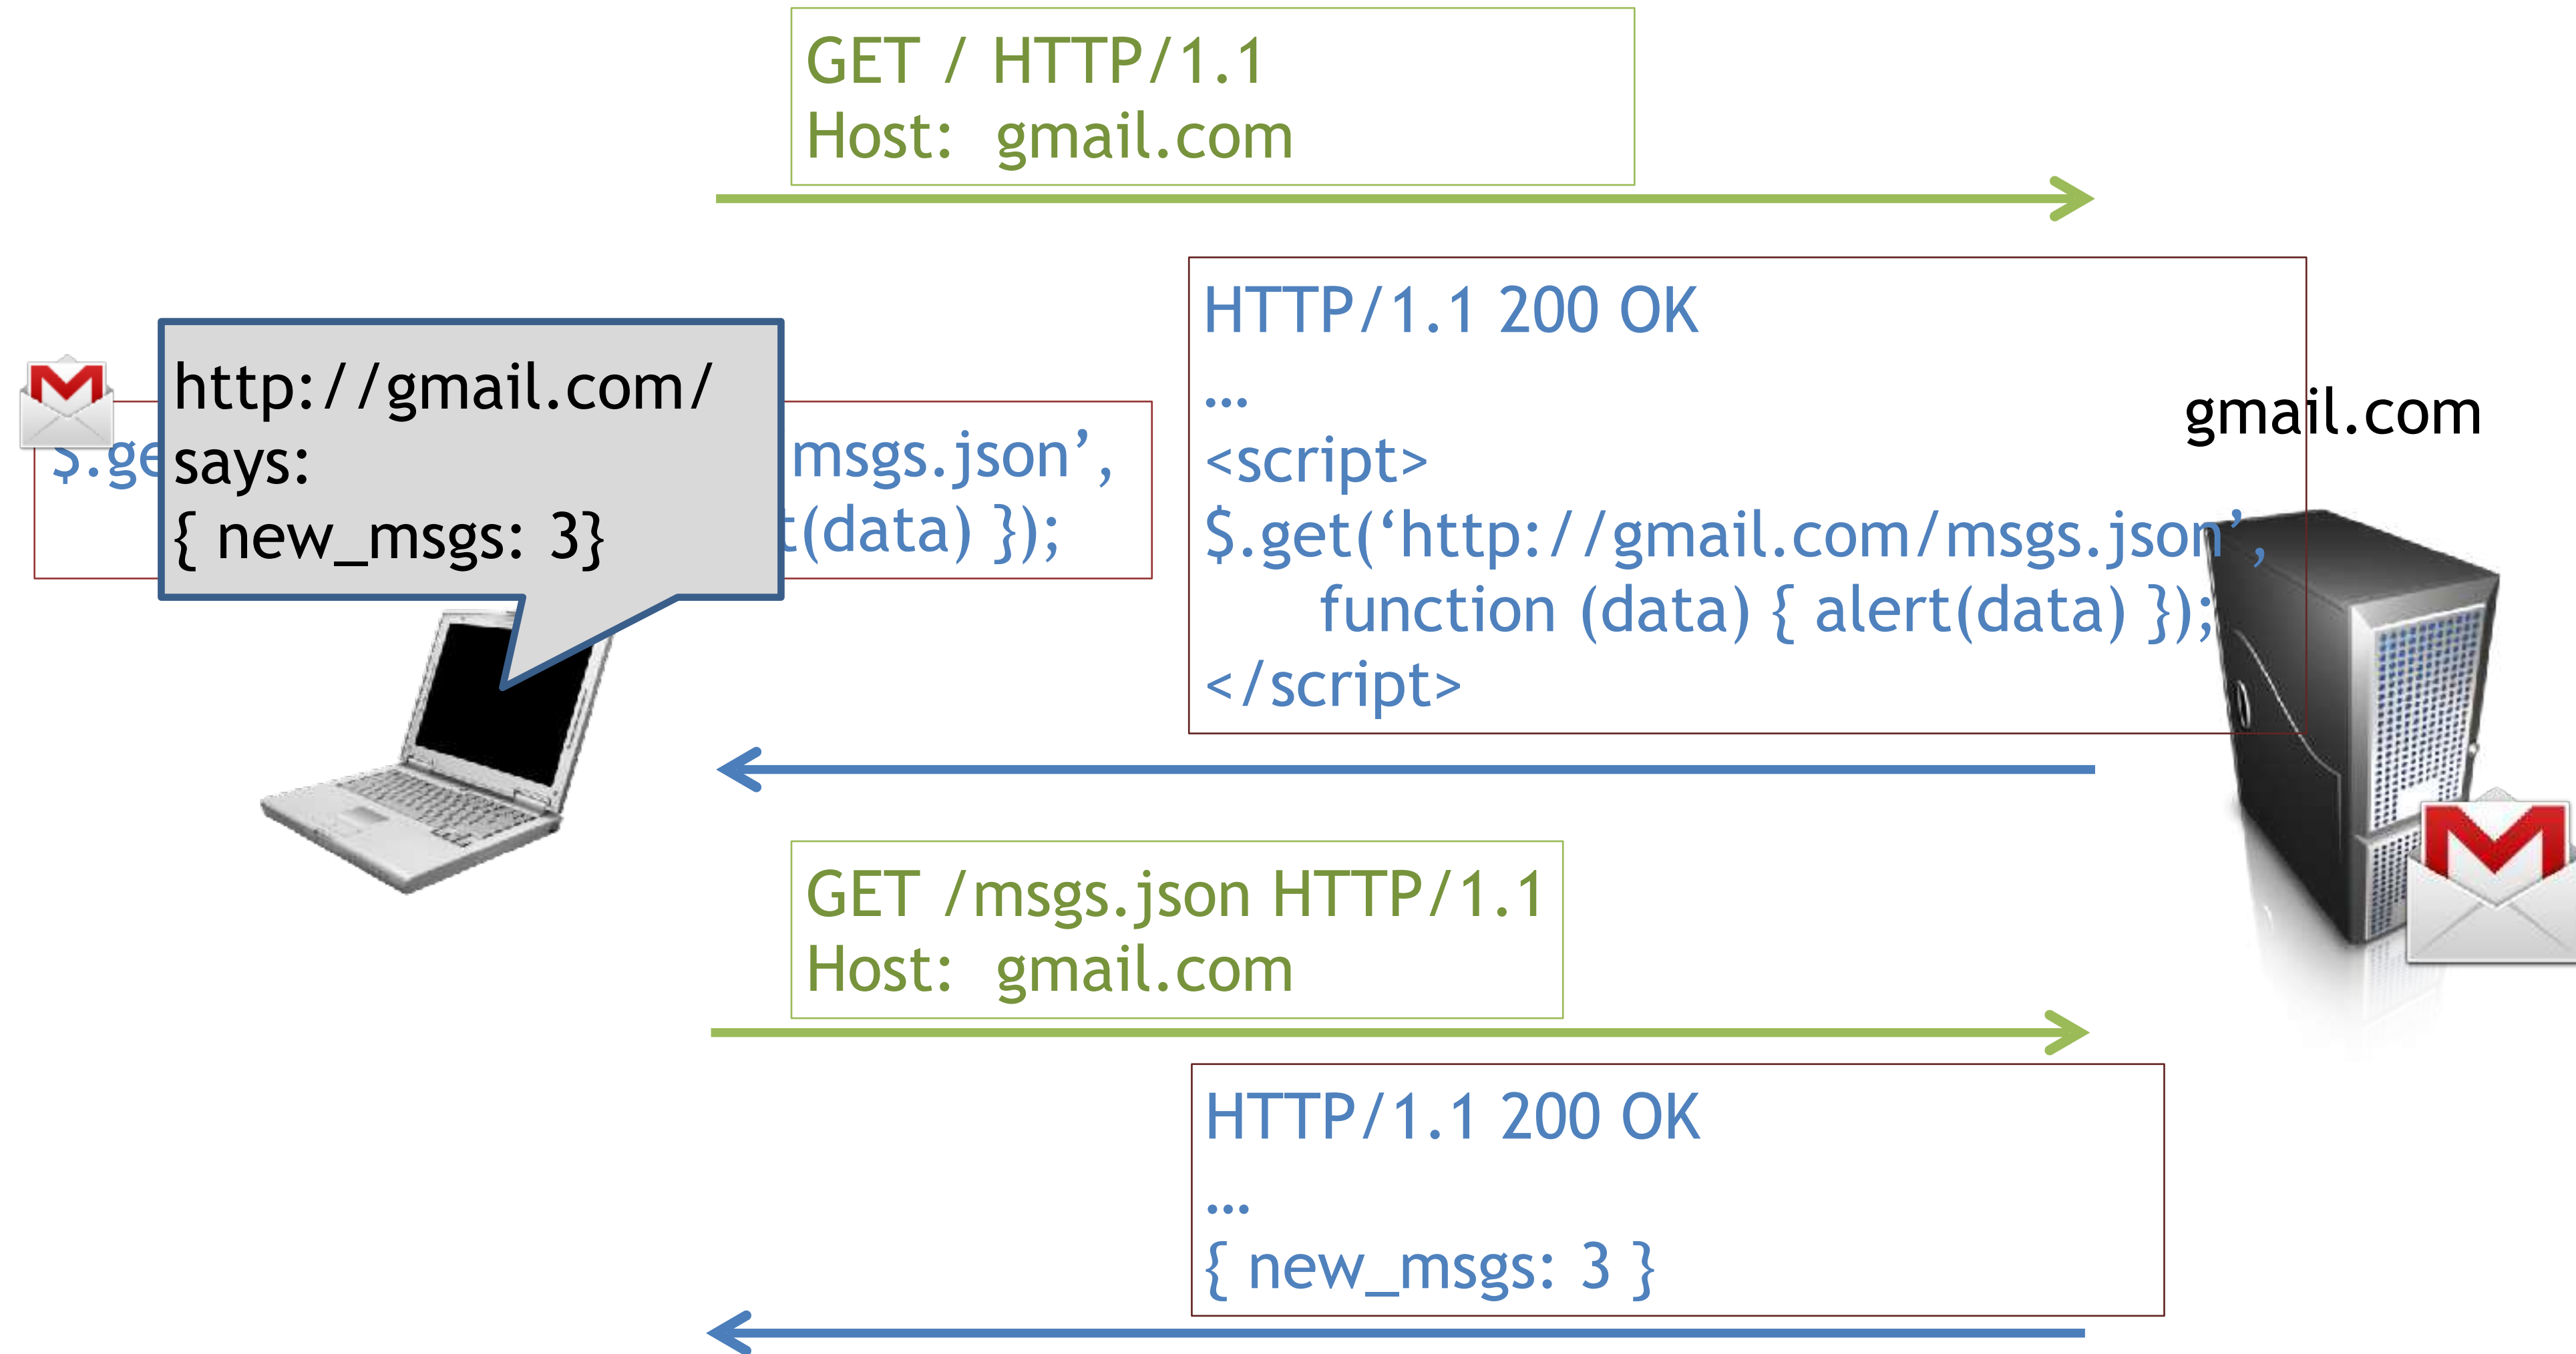 GET / HTTP/1.1
Host: gmail.com
http://gmail.com/
says:
{ new_msgs: 3}
$.ge
msgs.json’,
(data) });
HTTP/1.1 200 OK
…
<script>
$.get(‘http://gmail.com/msgs.json’,
function (data) { alert(data) });
</script>
gmail.com
GET /msgs.json HTTP/1.1
Host: gmail.com
HTTP/1.1 200 OK
…
{ new_msgs: 3 }